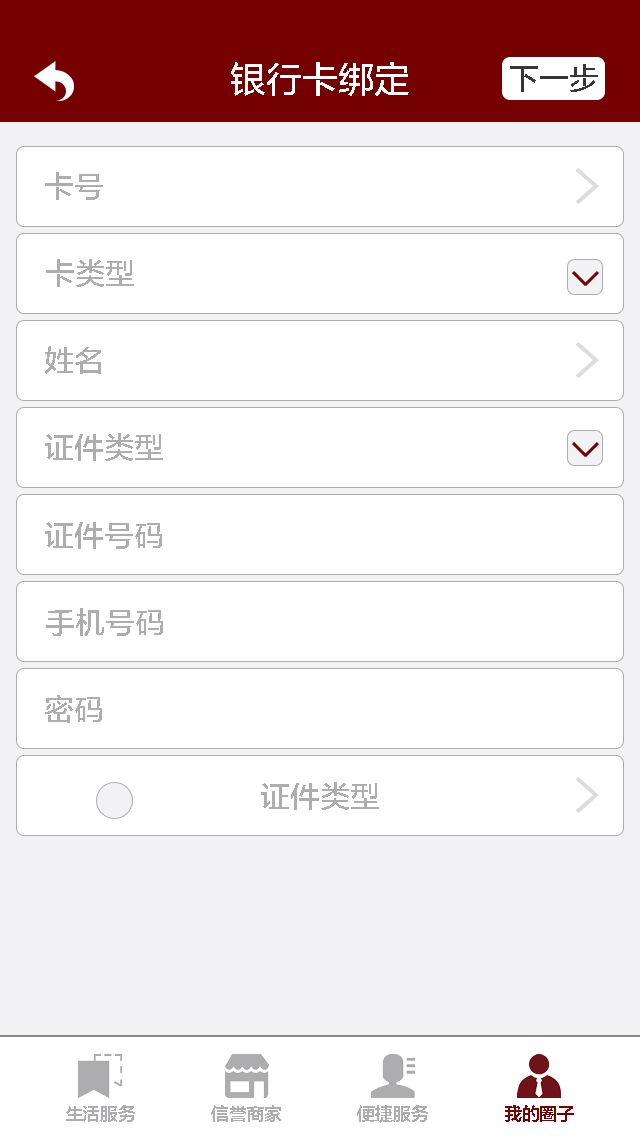 银行卡绑定
下一步
卡号
卡类型
姓名
证件类型
证件号码
手机号码
密码
证件类型
生活服务
信誉商家
便捷服务
我的圈子